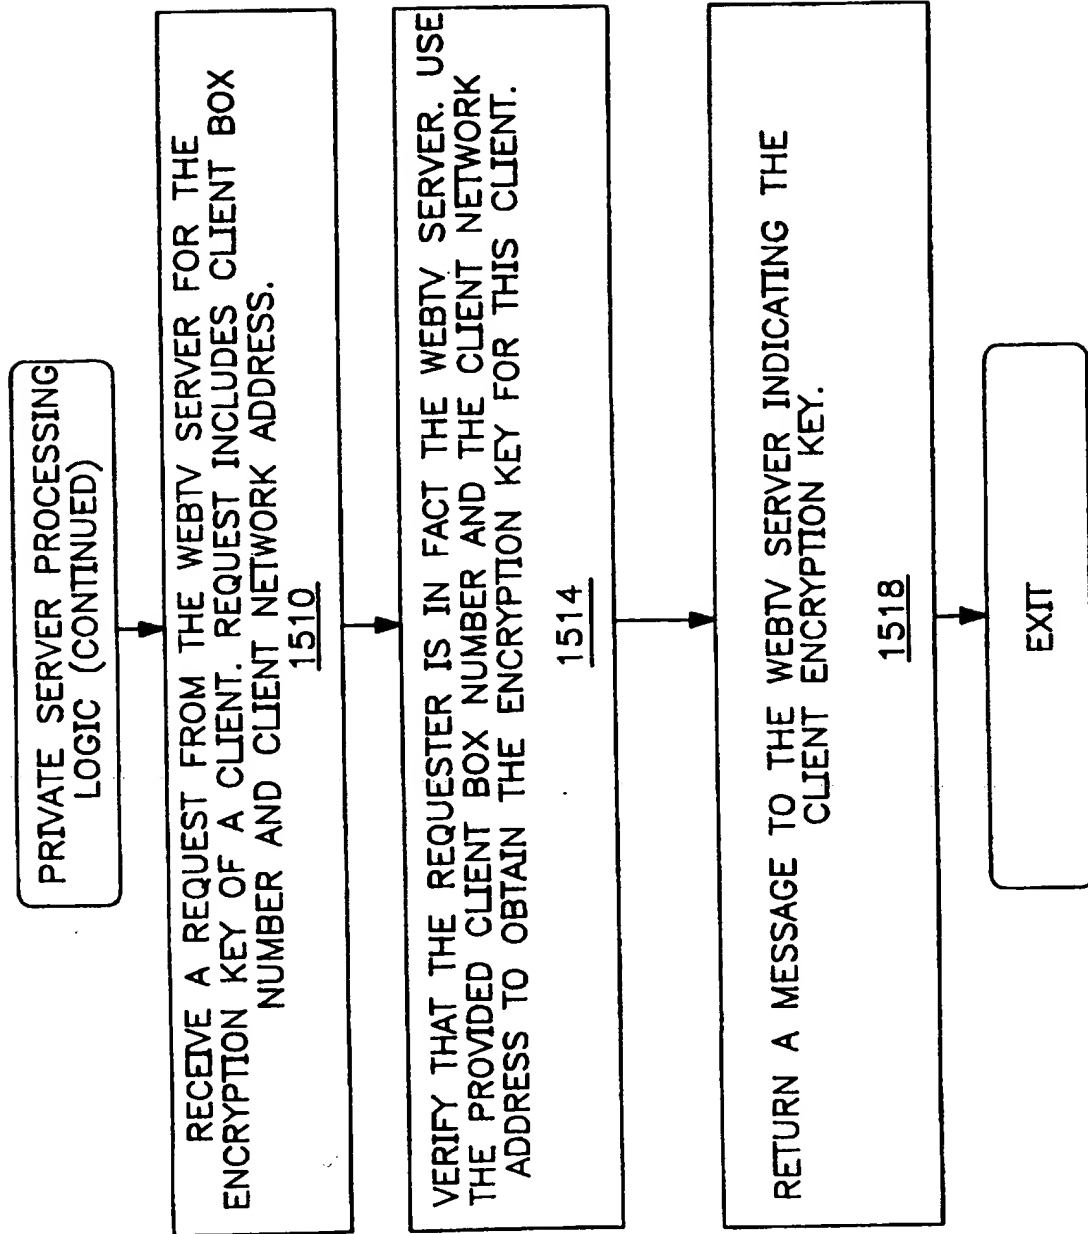 PRIVATE SERVER PROCESSING
LOGIC (CONTINUED)
RECEIVE A REQUEST FROM THE WEBTV SERVER FOR THE
ENCRYPTION KEY OF A CLIENT. REQUEST INCLUDES CLIENT BOX
NUMBER AND CLIENT NETWORK ADDRESS.
1510
VERIFY THAT THE REQUESTER IS IN FACT THE WEBTV SERVER. USE
THE PROVIDED CLIENT BOX NUMBER AND THE CLIENT NETWORK
ADDRESS TO OBTAIN THE ENCRYPTION KEY FOR THIS CLIENT.
1514
RETURN A MESSAGE TO THE WEBTV SERVER INDICATING THE
CLIENT ENCRYPTION KEY.
1518
EXIT